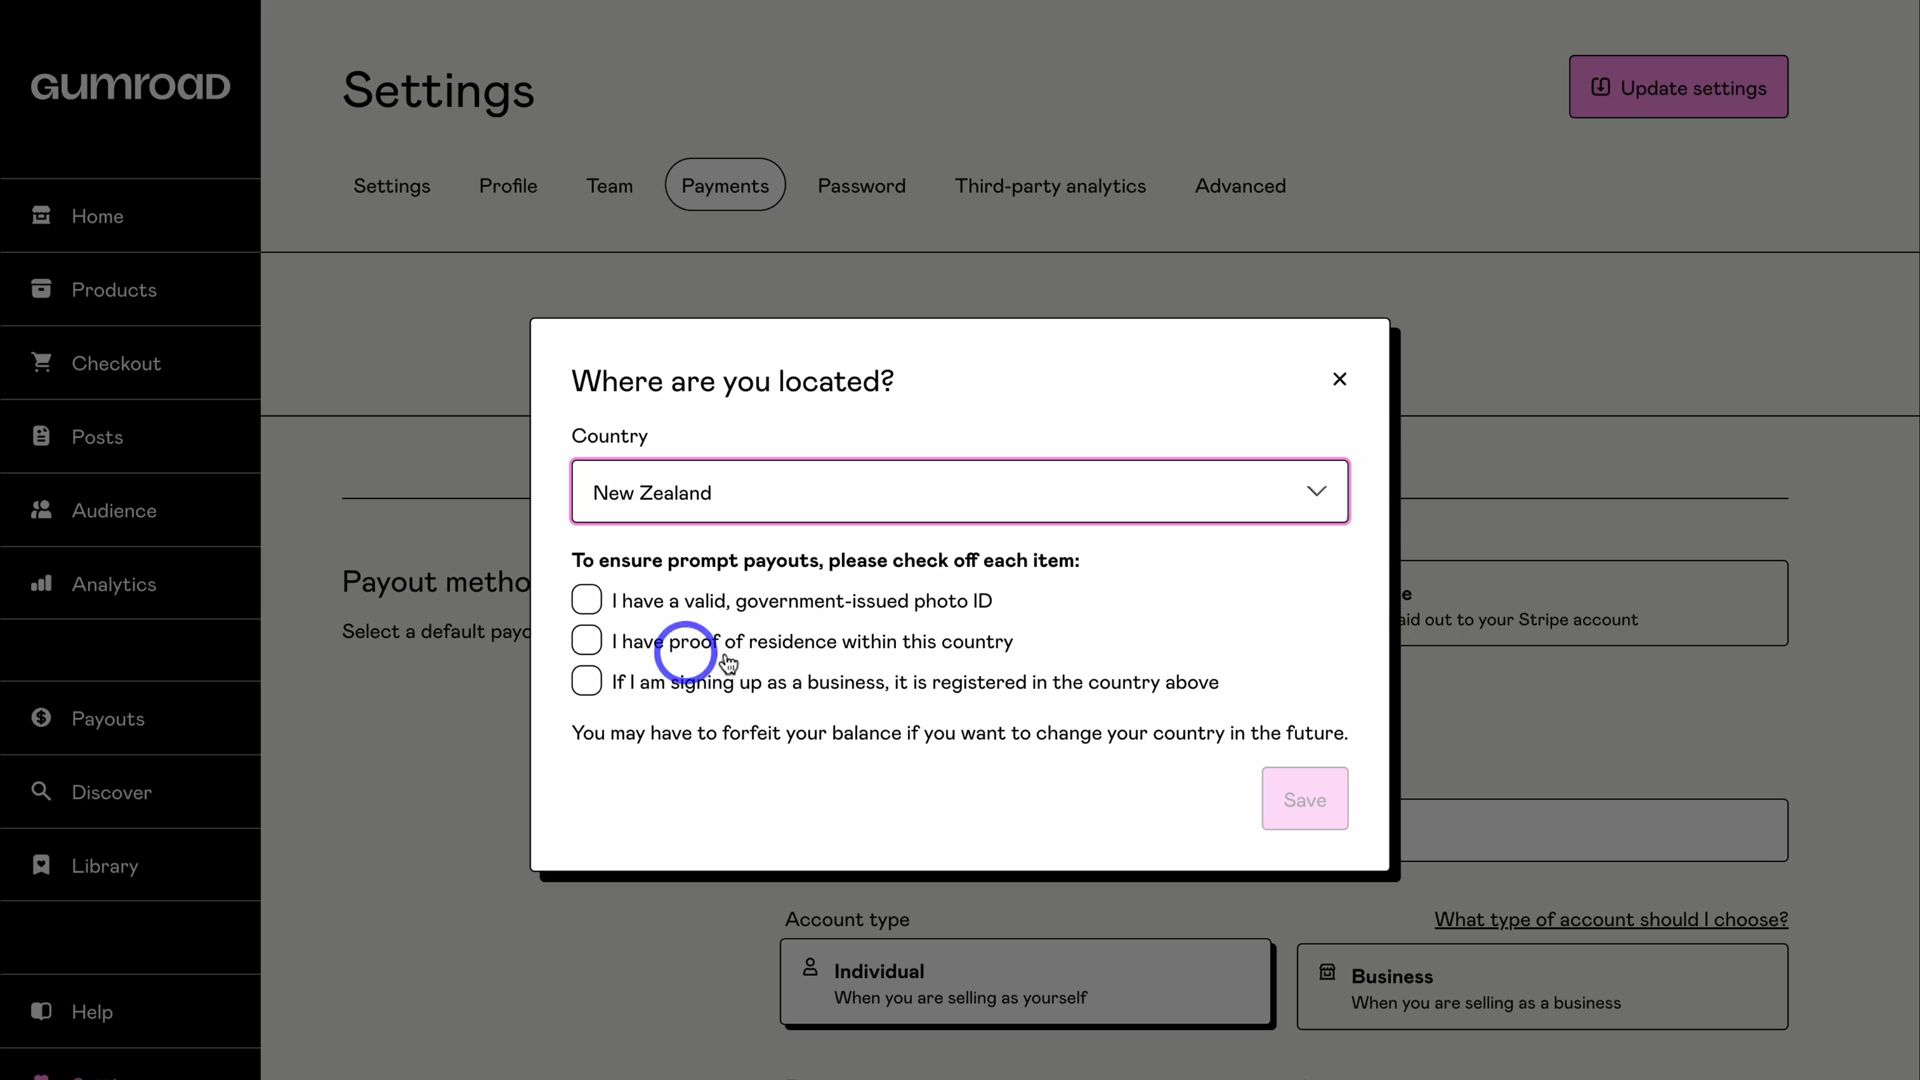 GUMROAD
Home
Products
Checkout
Posts
Audience
Analytics
Payouts
Discover
Library
Help
Settings
Update settings
Settings
Profile
Team
Payments
Password
Third-party analytics
Advanced
Where are you located?
Country
New Zealand
To ensure prompt payouts, please check off each item:
I have a valid, government-issued photo ID
I have proof of residence within this country
If I am signing up as a business, it is registered in the country above
You may have to forfeit your balance if you want to change your country in the future.
Save
Payout metho
Select a default payo
e
aid out to your Stripe account
Account type
What type of account should I choose?
Individual
When you are selling as yourself
Business
When you are selling as a business